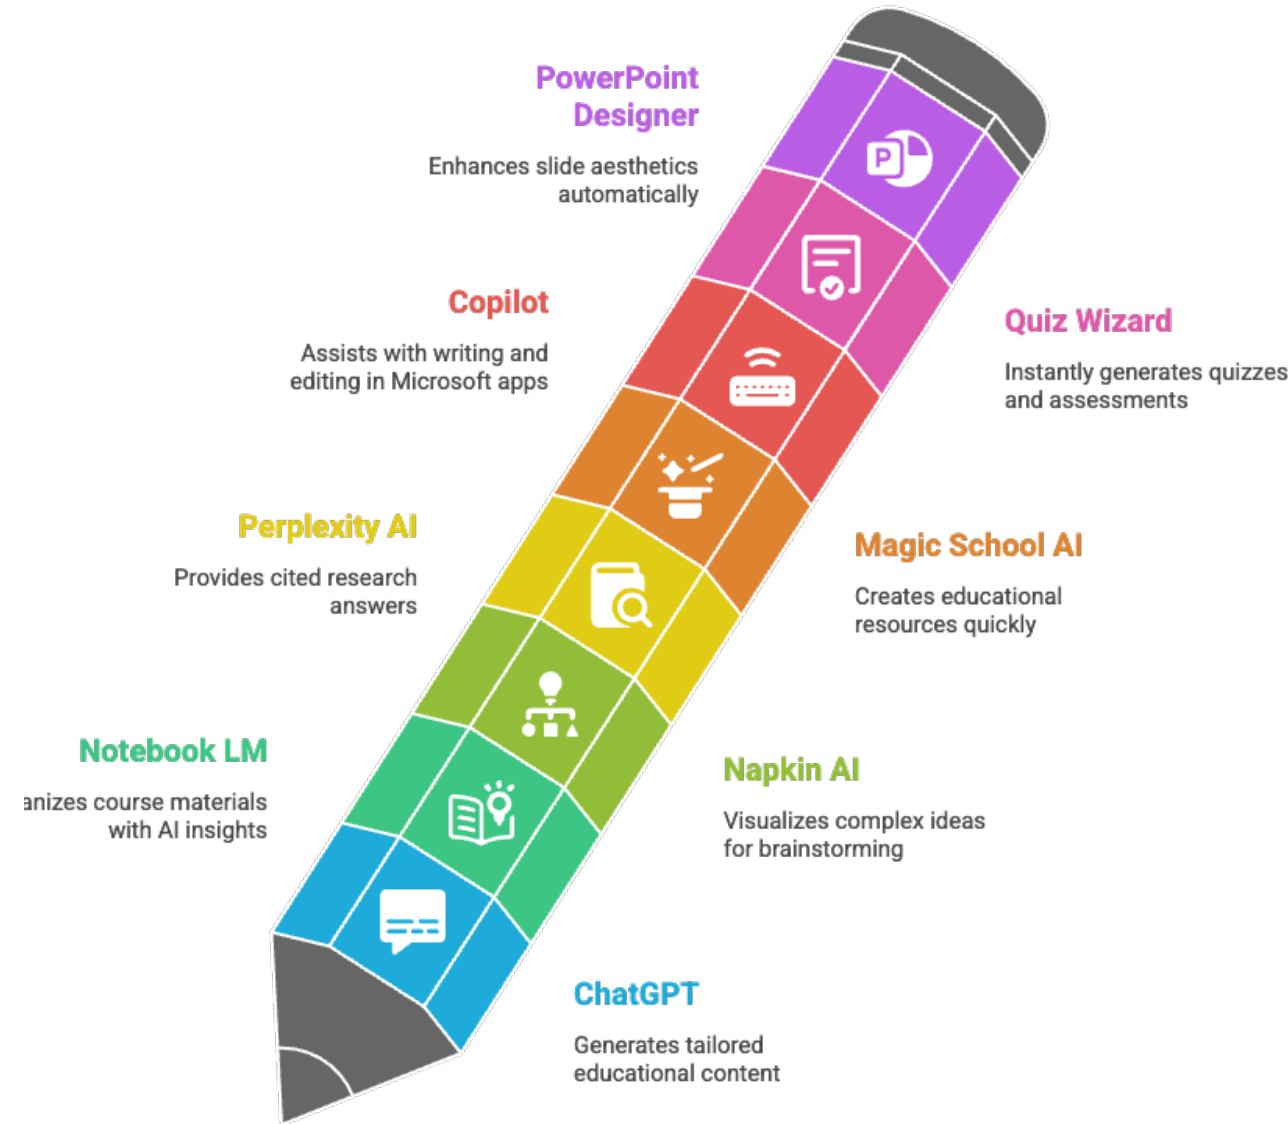 PowerPoint
Designer
Enhances slide aesthetics
automatically
Copilot
Assists with writing and
editing in Microsoft apps
Quiz Wizard
Instantly generates quizzes
and assessments
Perplexity AI
Provides cited research
answers
Magic School AI
Creates educational
resources quickly
Notebook LM
anizes course materials
with AI insights
Napkin AI
Visualizes complex ideas
for brainstorming
ChatGPT
Generates tailored
educational content
P